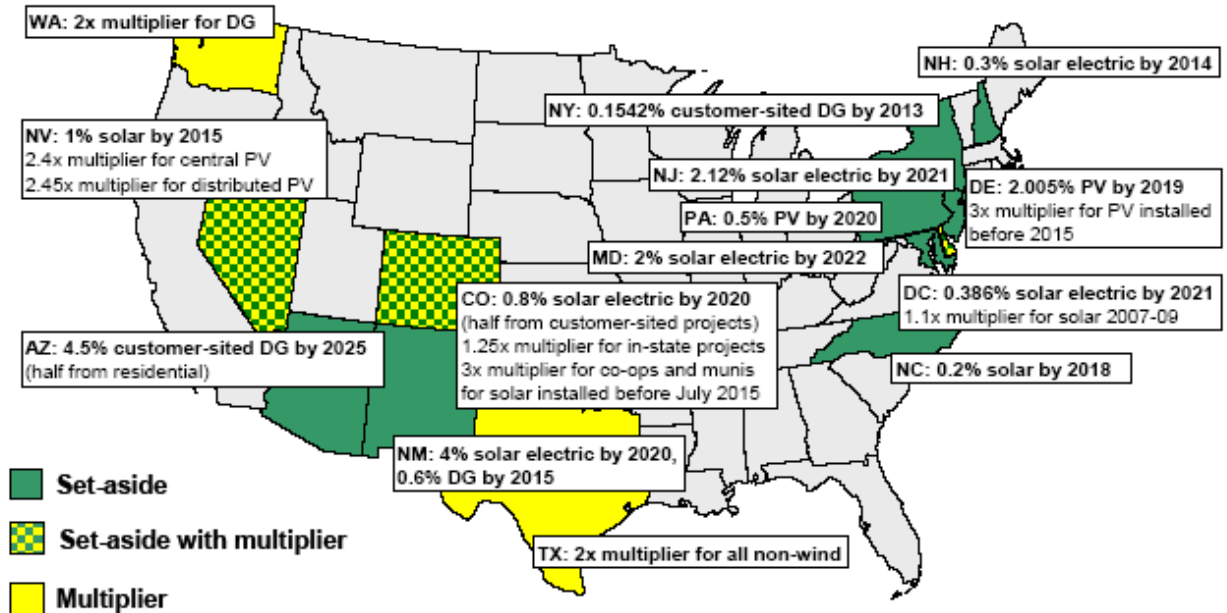 WA: 2x multiplier for DG
NH: 0.3% solar electric by 2014
NY: 0.1542% customer-sited DG by 2013
NV: 1% solar by 2015
2.4x multiplier for central PV
2.45x multiplier for distributed PV
NJ: 2.12% solar electric by 2021
DE: 2.005% PV by 2019
3x multiplier for PV installed
before 2015
PA: 0.5% PV by 2020
MD: 2% solar electric by 2022
CO: 0.8% solar electric by 2020
(half from customer-sited projects)
1.25x multiplier for in-state projects
3x multiplier for co-ops and munis
for solar installed before July 2015
DC: 0.386% solar electric by 2021
1.1x multiplier for solar 2007-09
AZ: 4.5% customer-sited DG by 2025
(half from residential)
NC: 0.2% solar by 2018
NM: 4% solar electric by 2020,
0.6% DG by 2015
TX: 2x multiplier for all non-wind
Set-aside
Set-aside with multiplier
Multiplier